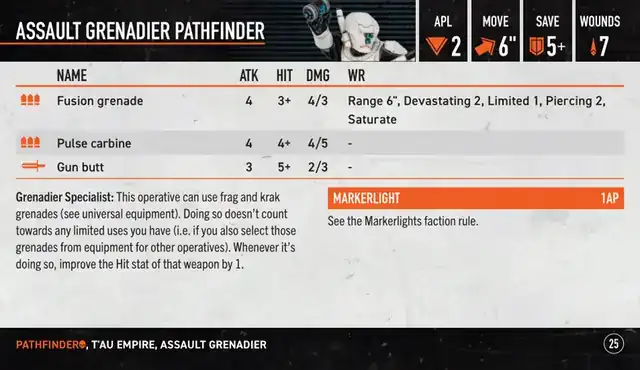 ASSAULT GRENADIER PATHFINDER
APL MOVE SAVE WOUNDS
2 6" 5+ 7
NAME ATK HIT DMG WR
Fusion grenade 4 3+ 4/3 Range 6", Devastating 2, Limited 1, Piercing 2,
Saturate
Pulse carbine 4 4+ 4/5 -
Gun butt 3 5+ 2/3 -
Grenadier Specialist: This operative can use frag and krak
grenades (see universal equipment). Doing so doesn't count
towards any limited uses you have (i.e. if you also select those
grenades from equipment for other operatives). Whenever it's
doing so, improve the Hit stat of that weapon by 1.
MARKERLIGHT 1AP
See the Markerlights faction rule.
PATHFINDER, T'AU EMPIRE, ASSAULT GRENADIER
25